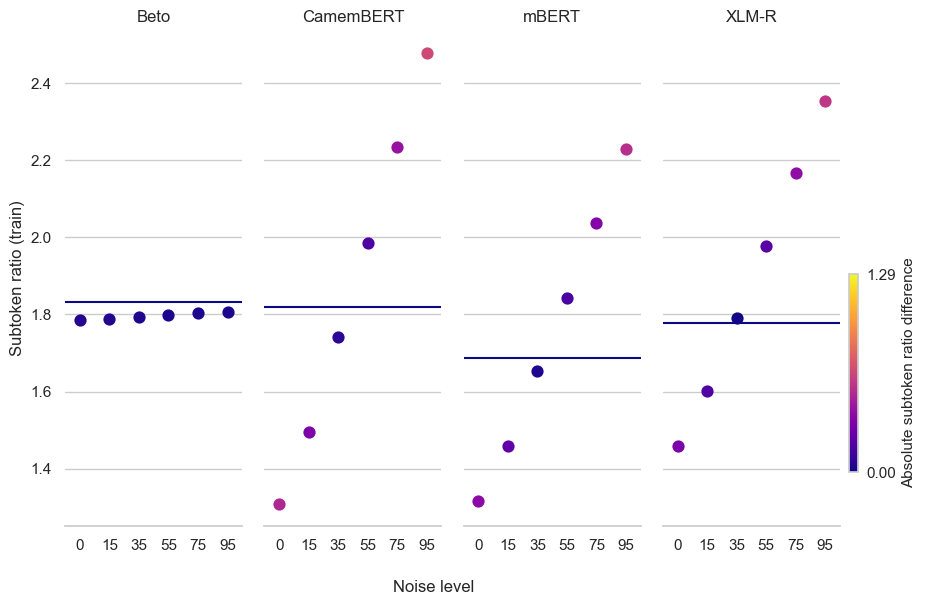 Beto CamemBERT mBERT XLM-R
Subtoken ratio (train)
2.4
2.2
2.0
1.8
1.6
1.4
0 15 35 55 75 95 0 15 35 55 75 95 0 15 35 55 75 95 0 15 35 55 75 95
Noise level
1.29
0.00
Absolute subtoken ratio difference